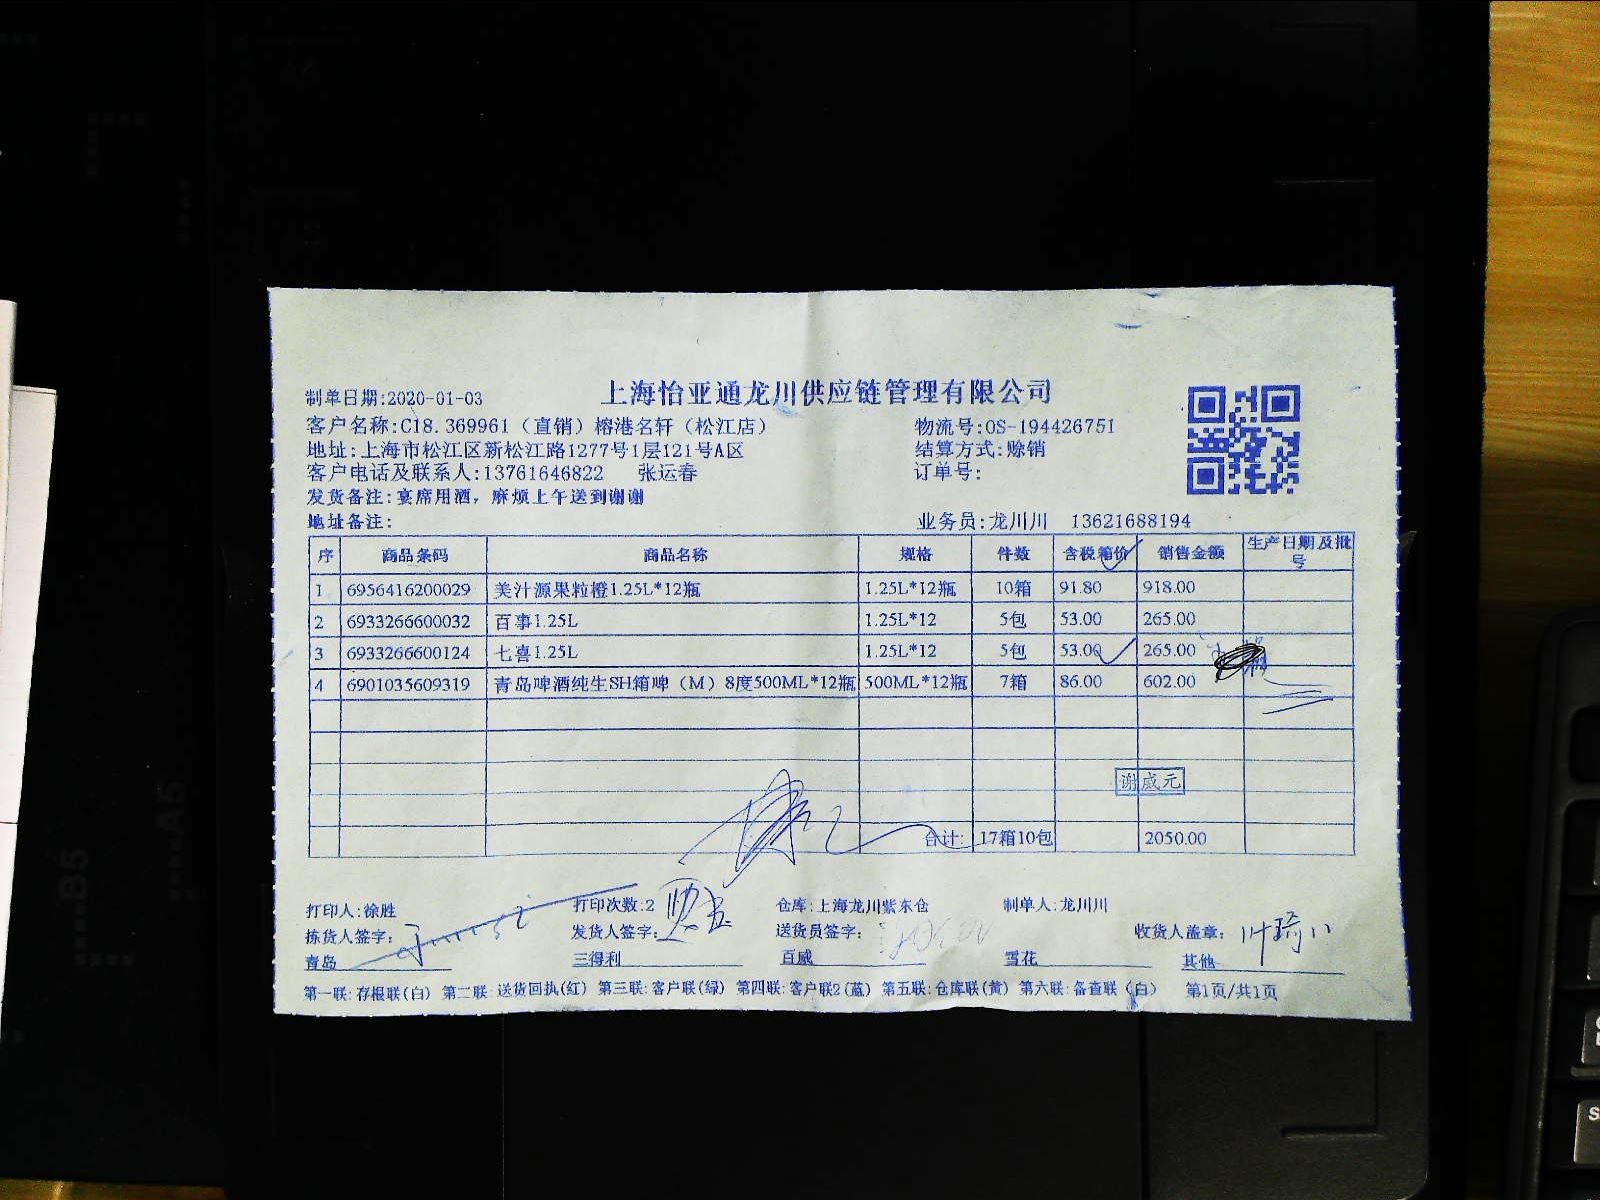 上海怡亚通龙川供应链管理有限公司
制单日期:2020-01-03
客户名称:C18.369961（直销）榕港名轩（松江店） 物流号:OS-194426751
地址:上海市松江区新松江路1277号1层121号A区 结算方式:赊销
客户电话及联系人:13761646822 张运春 订单号:
发货备注:宴席用酒，麻烦上午送到谢谢
地址备注: 业务员:龙川川 13621688194
序 商品条码 商品名称 规格 件数 含税箱价 销售金额 生产日期及批号
1 6956416200029 美汁源果粒橙1.25L*12瓶 1.25L*12瓶 10箱 91.80 918.00
2 6933266600032 百事1.25L 1.25L*12 5包 53.00 265.00
3 6933266600124 七喜1.25L 1.25L*12 5包 53.00 265.00
4 6901035609319 青岛啤酒纯生SH箱啤（M）8度500ML*12瓶 500ML*12瓶 7箱 86.00 602.00
谢威元
合计: 17箱10包 2050.00
打印人:徐胜 打印次数:2 仓库:上海龙川紫东仓 制单人:龙川川
拣货人签字: 发货人签字: 送货员签字: 收货人盖章:
青岛 三得利 百威 雪花 其他
第一联:存根联(白) 第二联:送货回执(红) 第三联:客户联(绿) 第四联:客户联2(蓝) 第五联:仓库联(黄) 第六联:备查联（白） 第1页/共1页
B5
A5